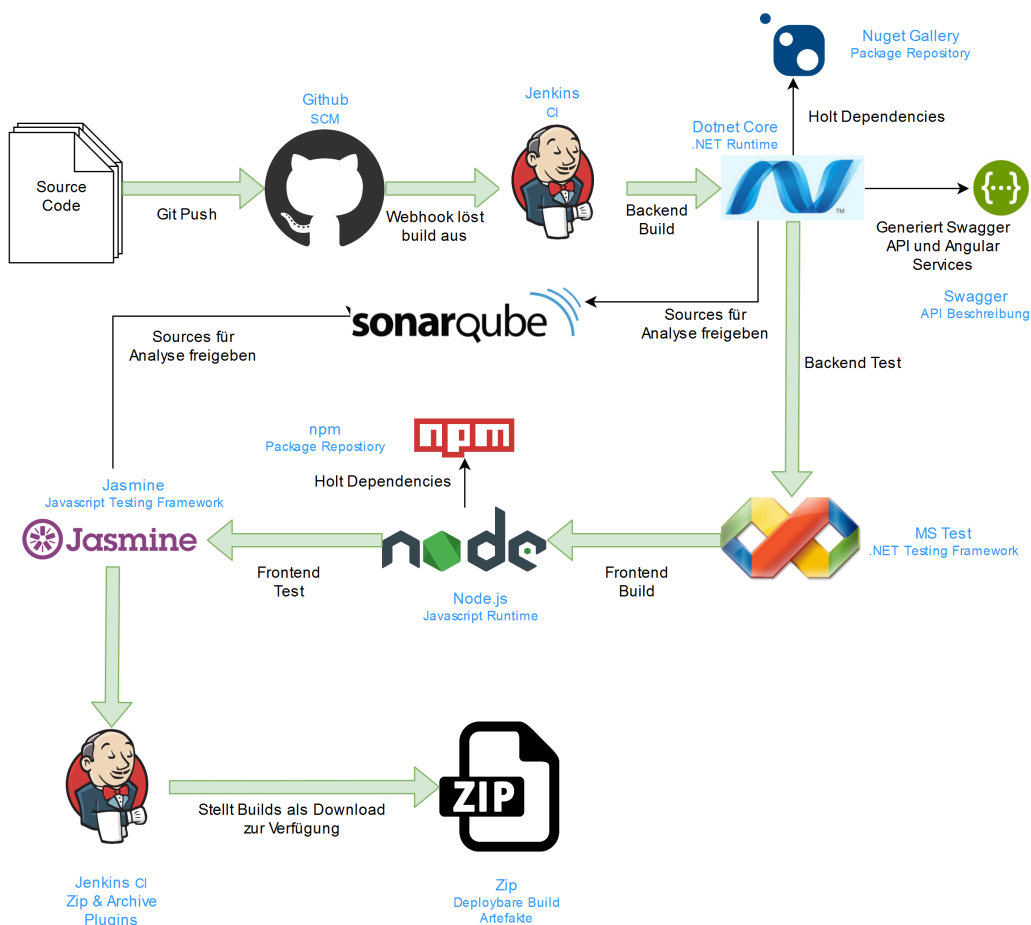 Nuget Gallery
Package Repository
Github
SCM
Jenkins
CI
Dotnet Core
.NET Runtime
Holt Dependencies
Source
Code
Git Push
Webhook löst
build aus
Backend
Build
TM
{...}
Generiert Swagger
API und Angular
Services
Swagger
API Beschreibung
sonarqube
Sources für
Analyse freigeben
Sources für
Analyse freigeben
Backend Test
npm
Package Repostiory
npm
Holt Dependencies
Jasmine
Javascript Testing Framework
Jasmine
Frontend
Test
node
Node.js
Javascript Runtime
Frontend
Build
MS Test
.NET Testing Framework
Stellt Builds als Download
zur Verfügung
ZIP
Jenkins CI
Zip & Archive
Plugins
Zip
Deploybare Build
Artefakte